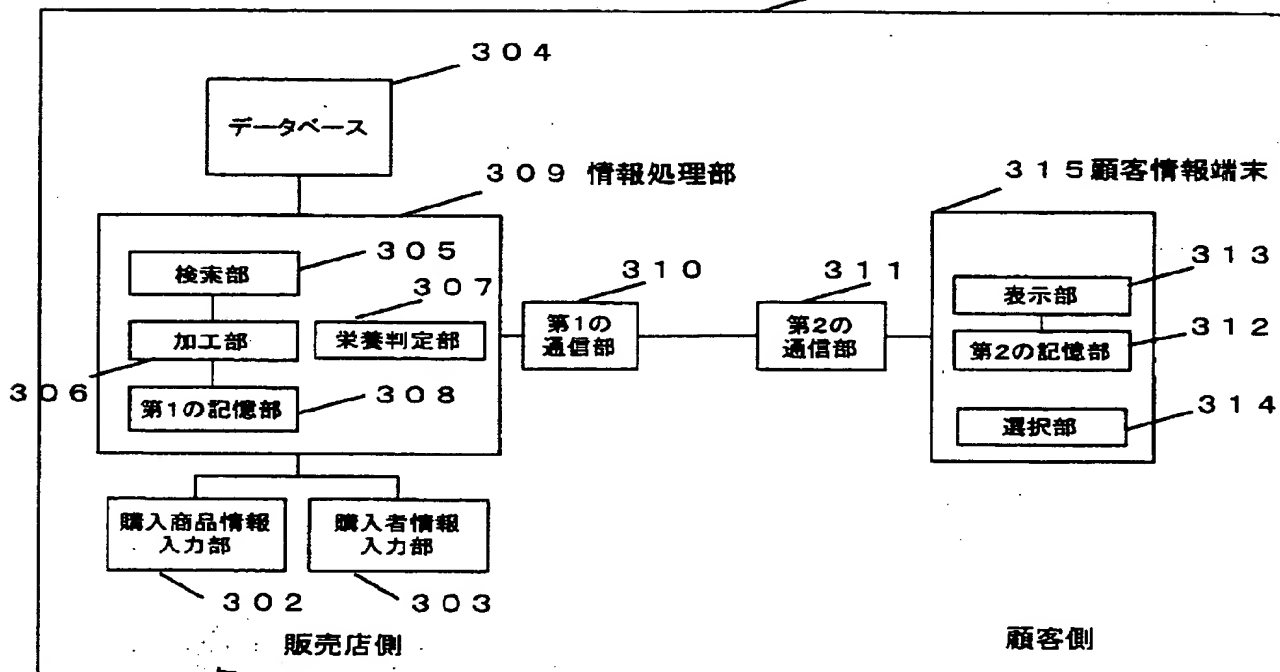 ３０４
データベース
３０９ 情報処理部
３１５顧客情報端末
３０５
検索部
３０７
３１０
３１１
３１３
表示部
加工部
栄養判定部
第1の
通信部
第2の
通信部
第2の記憶部
３１２
３０６
第1の記憶部
３０８
選択部
３１４
購入商品情報
入力部
購入者情報
入力部
３０２
３０３
販売店側
顧客側